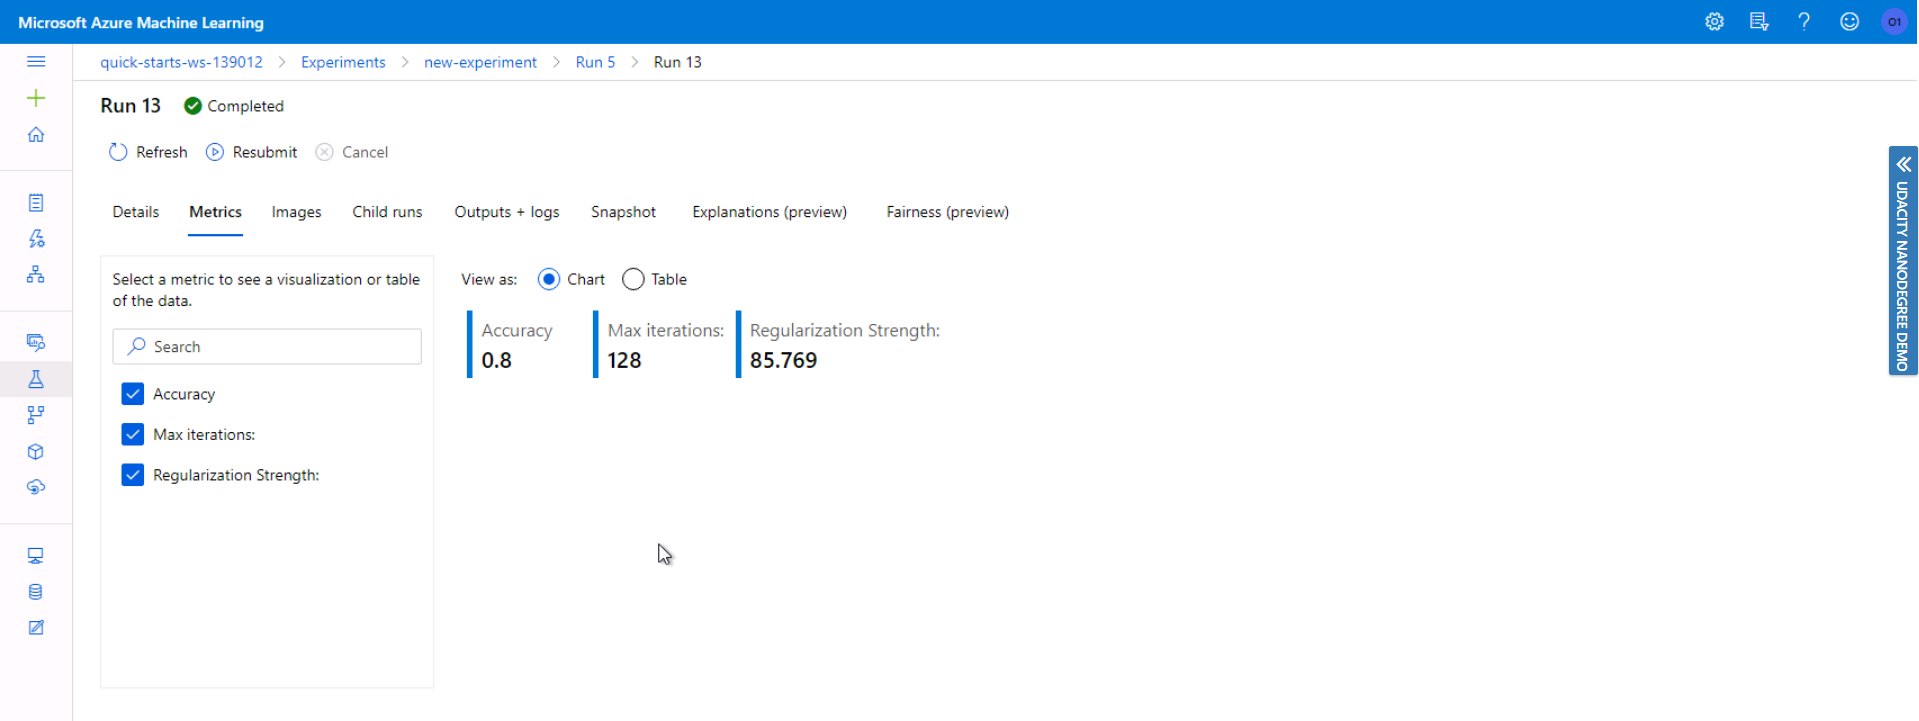 Microsoft Azure Machine Learning
O1
quick-starts-ws-139012 > Experiments > new-experiment > Run 5 > Run 13
Run 13 Completed
Refresh Resubmit Cancel
Details Metrics Images Child runs Outputs + logs Snapshot Explanations (preview) Fairness (preview)
Select a metric to see a visualization or table
of the data.
Search
Accuracy
Max iterations:
Regularization Strength:
View as: Chart Table
Accuracy Max iterations: Regularization Strength:
0.8 128 85.769
UDACITY NANODEGREE DEMO